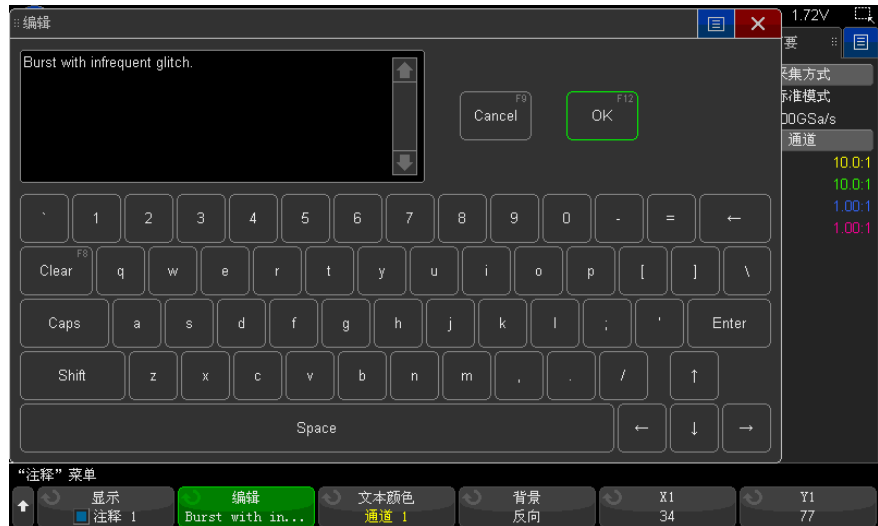 编辑
1.72V
要
Burst with infrequent glitch.
F9
Cancel
F12
OK
采集方式
标准模式
00GSa/s
通道
10.0:1
10.0:1
1.00:1
1.00:1
` 1 2 3 4 5 6 7 8 9 0 - = ←
F8
Clear q w e r t y u i o p [ ] \
Caps a s d f g h j k l ; ' Enter
Shift z x c v b n m , . / ↑
Space ← ↓ →
“注释”菜单
显示
注释 1
编辑
Burst with in...
文本颜色
通道 1
背景
反向
X1
34
Y1
77